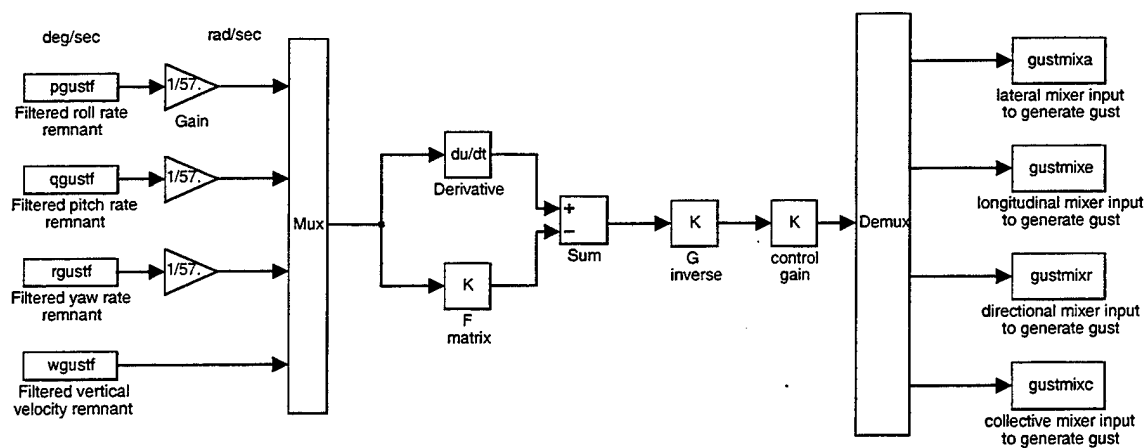 deg/sec
rad/sec
pgustf
1/57.
Filtered roll rate
remnant
Gain
qgustf
1/57.
Filtered pitch rate
remnant
rgustf
1/57.
Filtered yaw rate
remnant
wgustf
Filtered vertical
velocity remnant
Mux
du/dt
Derivative
K
F
matrix
+
−
Sum
K
G
inverse
K
control
gain
Demux
gustmixa
lateral mixer input
to generate gust
gustmixe
longitudinal mixer input
to generate gust
gustmixr
directional mixer input
to generate gust
gustmixc
collective mixer input
to generate gust